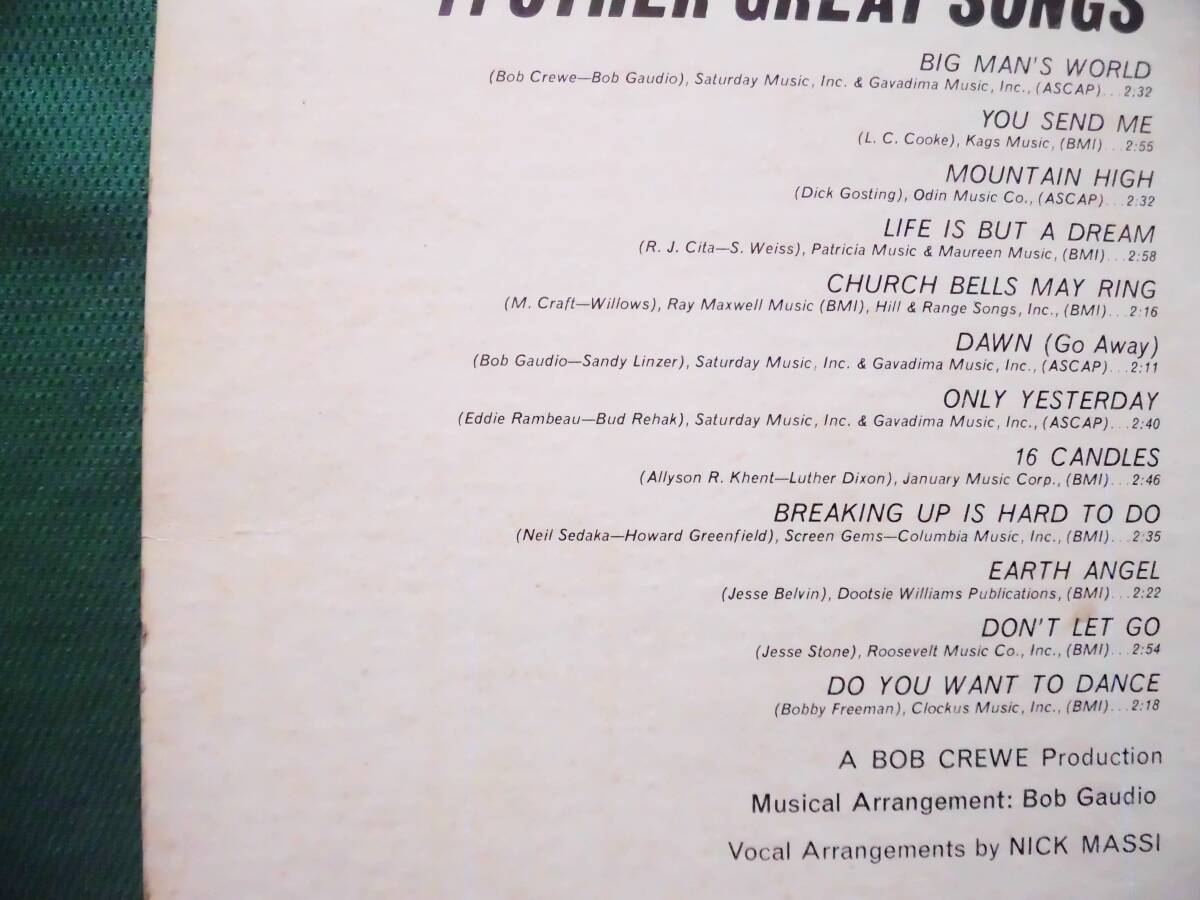 11 OTHER GREAT SONGS
BIG MAN'S WORLD
(Bob Crewe—Bob Gaudio), Saturday Music, Inc. & Gavadima Music, Inc., (ASCAP)...2:32
YOU SEND ME
(L. C. Cooke), Kags Music, (BMI)...2:55
MOUNTAIN HIGH
(Dick Gosting), Odin Music Co., (ASCAP)...2:32
LIFE IS BUT A DREAM
(R. J. Cita—S. Weiss), Patricia Music & Maureen Music, (BMI)...2:58
CHURCH BELLS MAY RING
(M. Craft—Willows), Ray Maxwell Music (BMI), Hill & Range Songs, Inc., (BMI)...2:16
DAWN (Go Away)
(Bob Gaudio—Sandy Linzer), Saturday Music, Inc. & Gavadima Music, Inc., (ASCAP)...2:11
ONLY YESTERDAY
(Eddie Rambeau—Bud Rehak), Saturday Music, Inc. & Gavadima Music, Inc., (ASCAP)...2:40
16 CANDLES
(Allyson R. Khent—Luther Dixon), January Music Corp., (BMI)...2:46
BREAKING UP IS HARD TO DO
(Neil Sedaka—Howard Greenfield), Screen Gems—Columbia Music, Inc., (BMI)...2:35
EARTH ANGEL
(Jesse Belvin), Dootsie Williams Publications, (BMI)...2:22
DON'T LET GO
(Jesse Stone), Roosevelt Music Co., Inc., (BMI)...2:54
DO YOU WANT TO DANCE
(Bobby Freeman), Clockus Music, Inc., (BMI)...2:18
A BOB CREWE Production
Musical Arrangement: Bob Gaudio
Vocal Arrangements by NICK MASSI